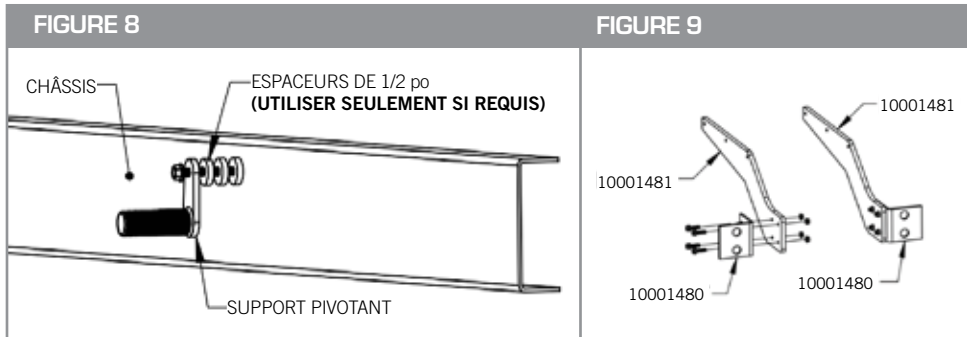 FIGURE 8
CHÂSSIS
ESPACEURS DE 1/2 po
(UTILISER SEULEMENT SI REQUIS)
SUPPORT PIVOTANT
FIGURE 9
10001481
10001481
10001480
10001480